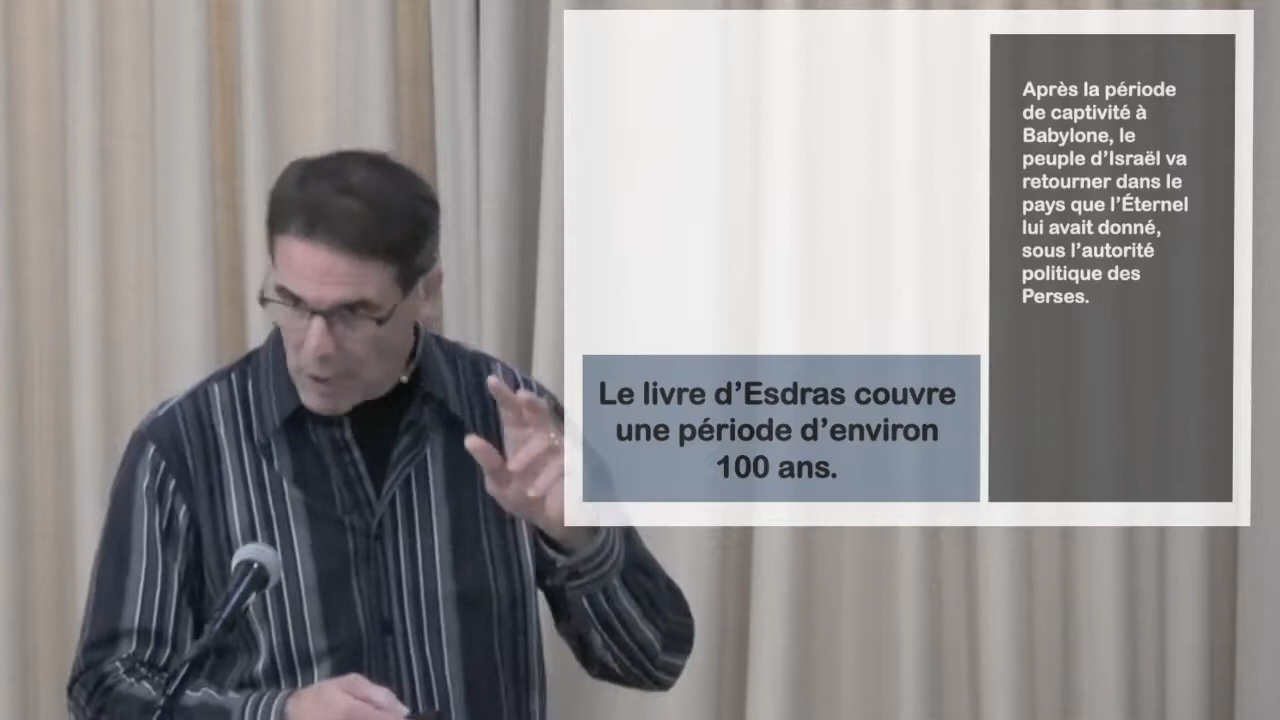 Après la période
de captivité à
Babylone, le
peuple d'Israël va
retourner dans le
pays que l'Éternel
lui avait donné,
sous l'autorité
politique des
Perses.
Le livre d'Esdras couvre
une période d'environ
100 ans.